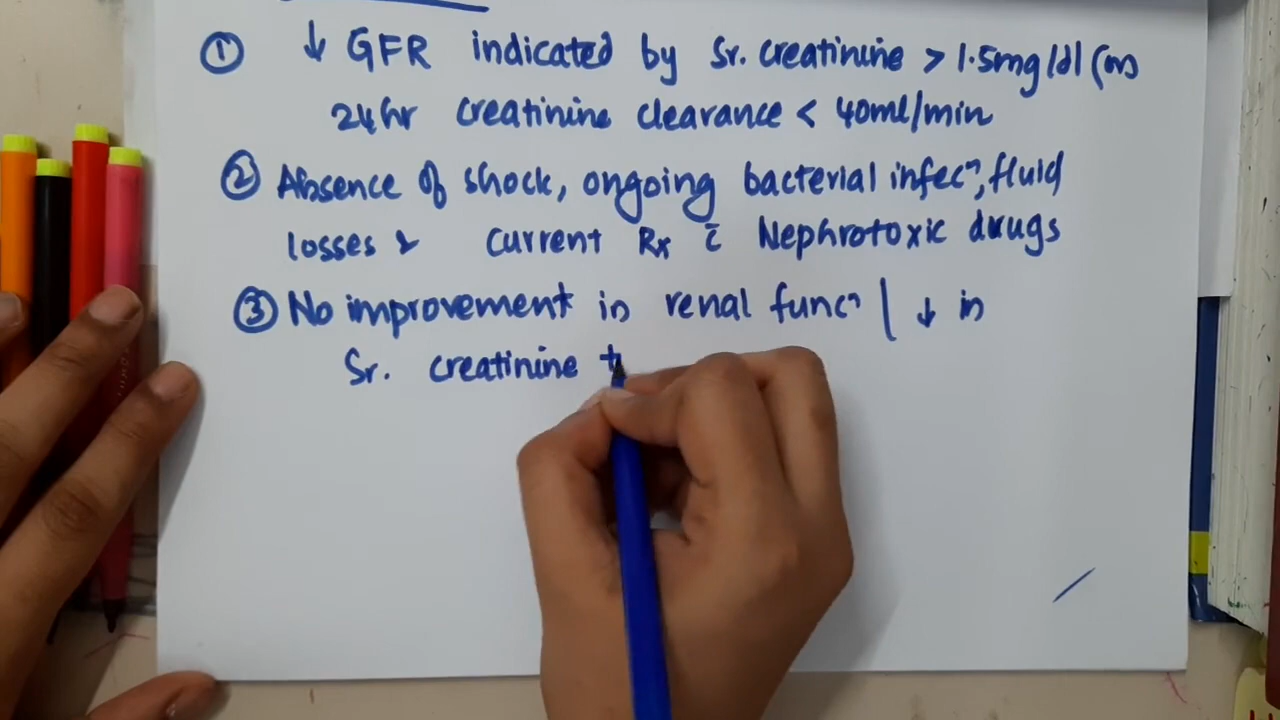 ① ↓ GFR indicated by Sr. creatinine > 1.5mg/dl (or)
24hr creatinine clearance < 40ml/min
② Absence of shock, ongoing bacterial infecⁿ, fluid
losses & current Rx c̄ Nephrotoxic drugs
③ No improvement in renal funcⁿ | ↓ in
Sr. creatinine t